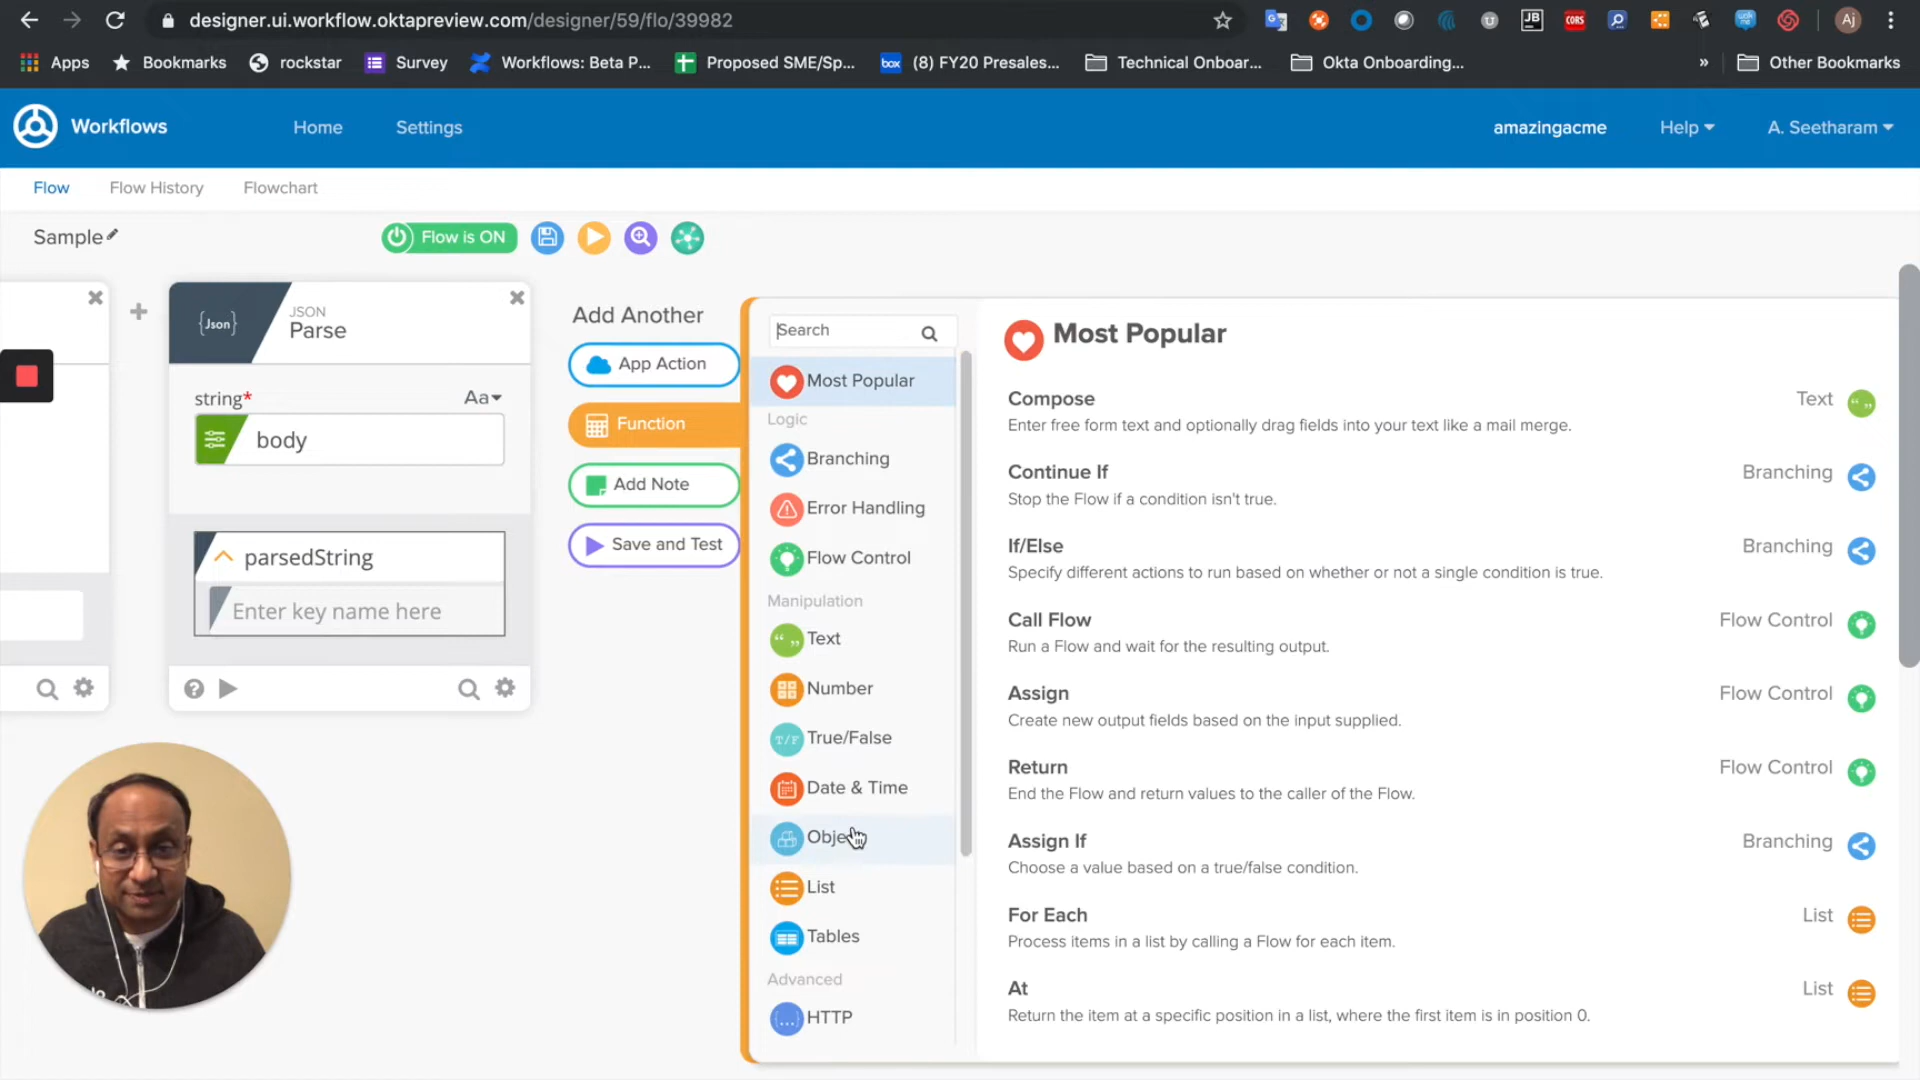 designer.ui.workflow.oktapreview.com/designer/59/flo/39982
JB
CORS
Aj
Apps
Bookmarks
rockstar
Survey
Workflows: Beta P...
Proposed SME/Sp...
box
(8) FY20 Presales...
Technical Onboar...
Okta Onboarding...
»
Other Bookmarks
Workflows
Home
Settings
amazingacme
Help
A. Seetharam
Flow
Flow History
Flowchart
Sample
Flow is ON
{Json}
JSON
Parse
string*
Aa
body
parsedString
Enter key name here
Add Another
App Action
Function
Add Note
Save and Test
Search
Most Popular
Logic
Branching
Error Handling
Flow Control
Manipulation
Text
Number
T/F
True/False
Date & Time
Obje
List
Tables
Advanced
HTTP
Most Popular
Compose
Text
Enter free form text and optionally drag fields into your text like a mail merge.
Continue If
Branching
Stop the Flow if a condition isn't true.
If/Else
Branching
Specify different actions to run based on whether or not a single condition is true.
Call Flow
Flow Control
Run a Flow and wait for the resulting output.
Assign
Flow Control
Create new output fields based on the input supplied.
Return
Flow Control
End the Flow and return values to the caller of the Flow.
Assign If
Branching
Choose a value based on a true/false condition.
For Each
List
Process items in a list by calling a Flow for each item.
At
List
Return the item at a specific position in a list, where the first item is in position 0.